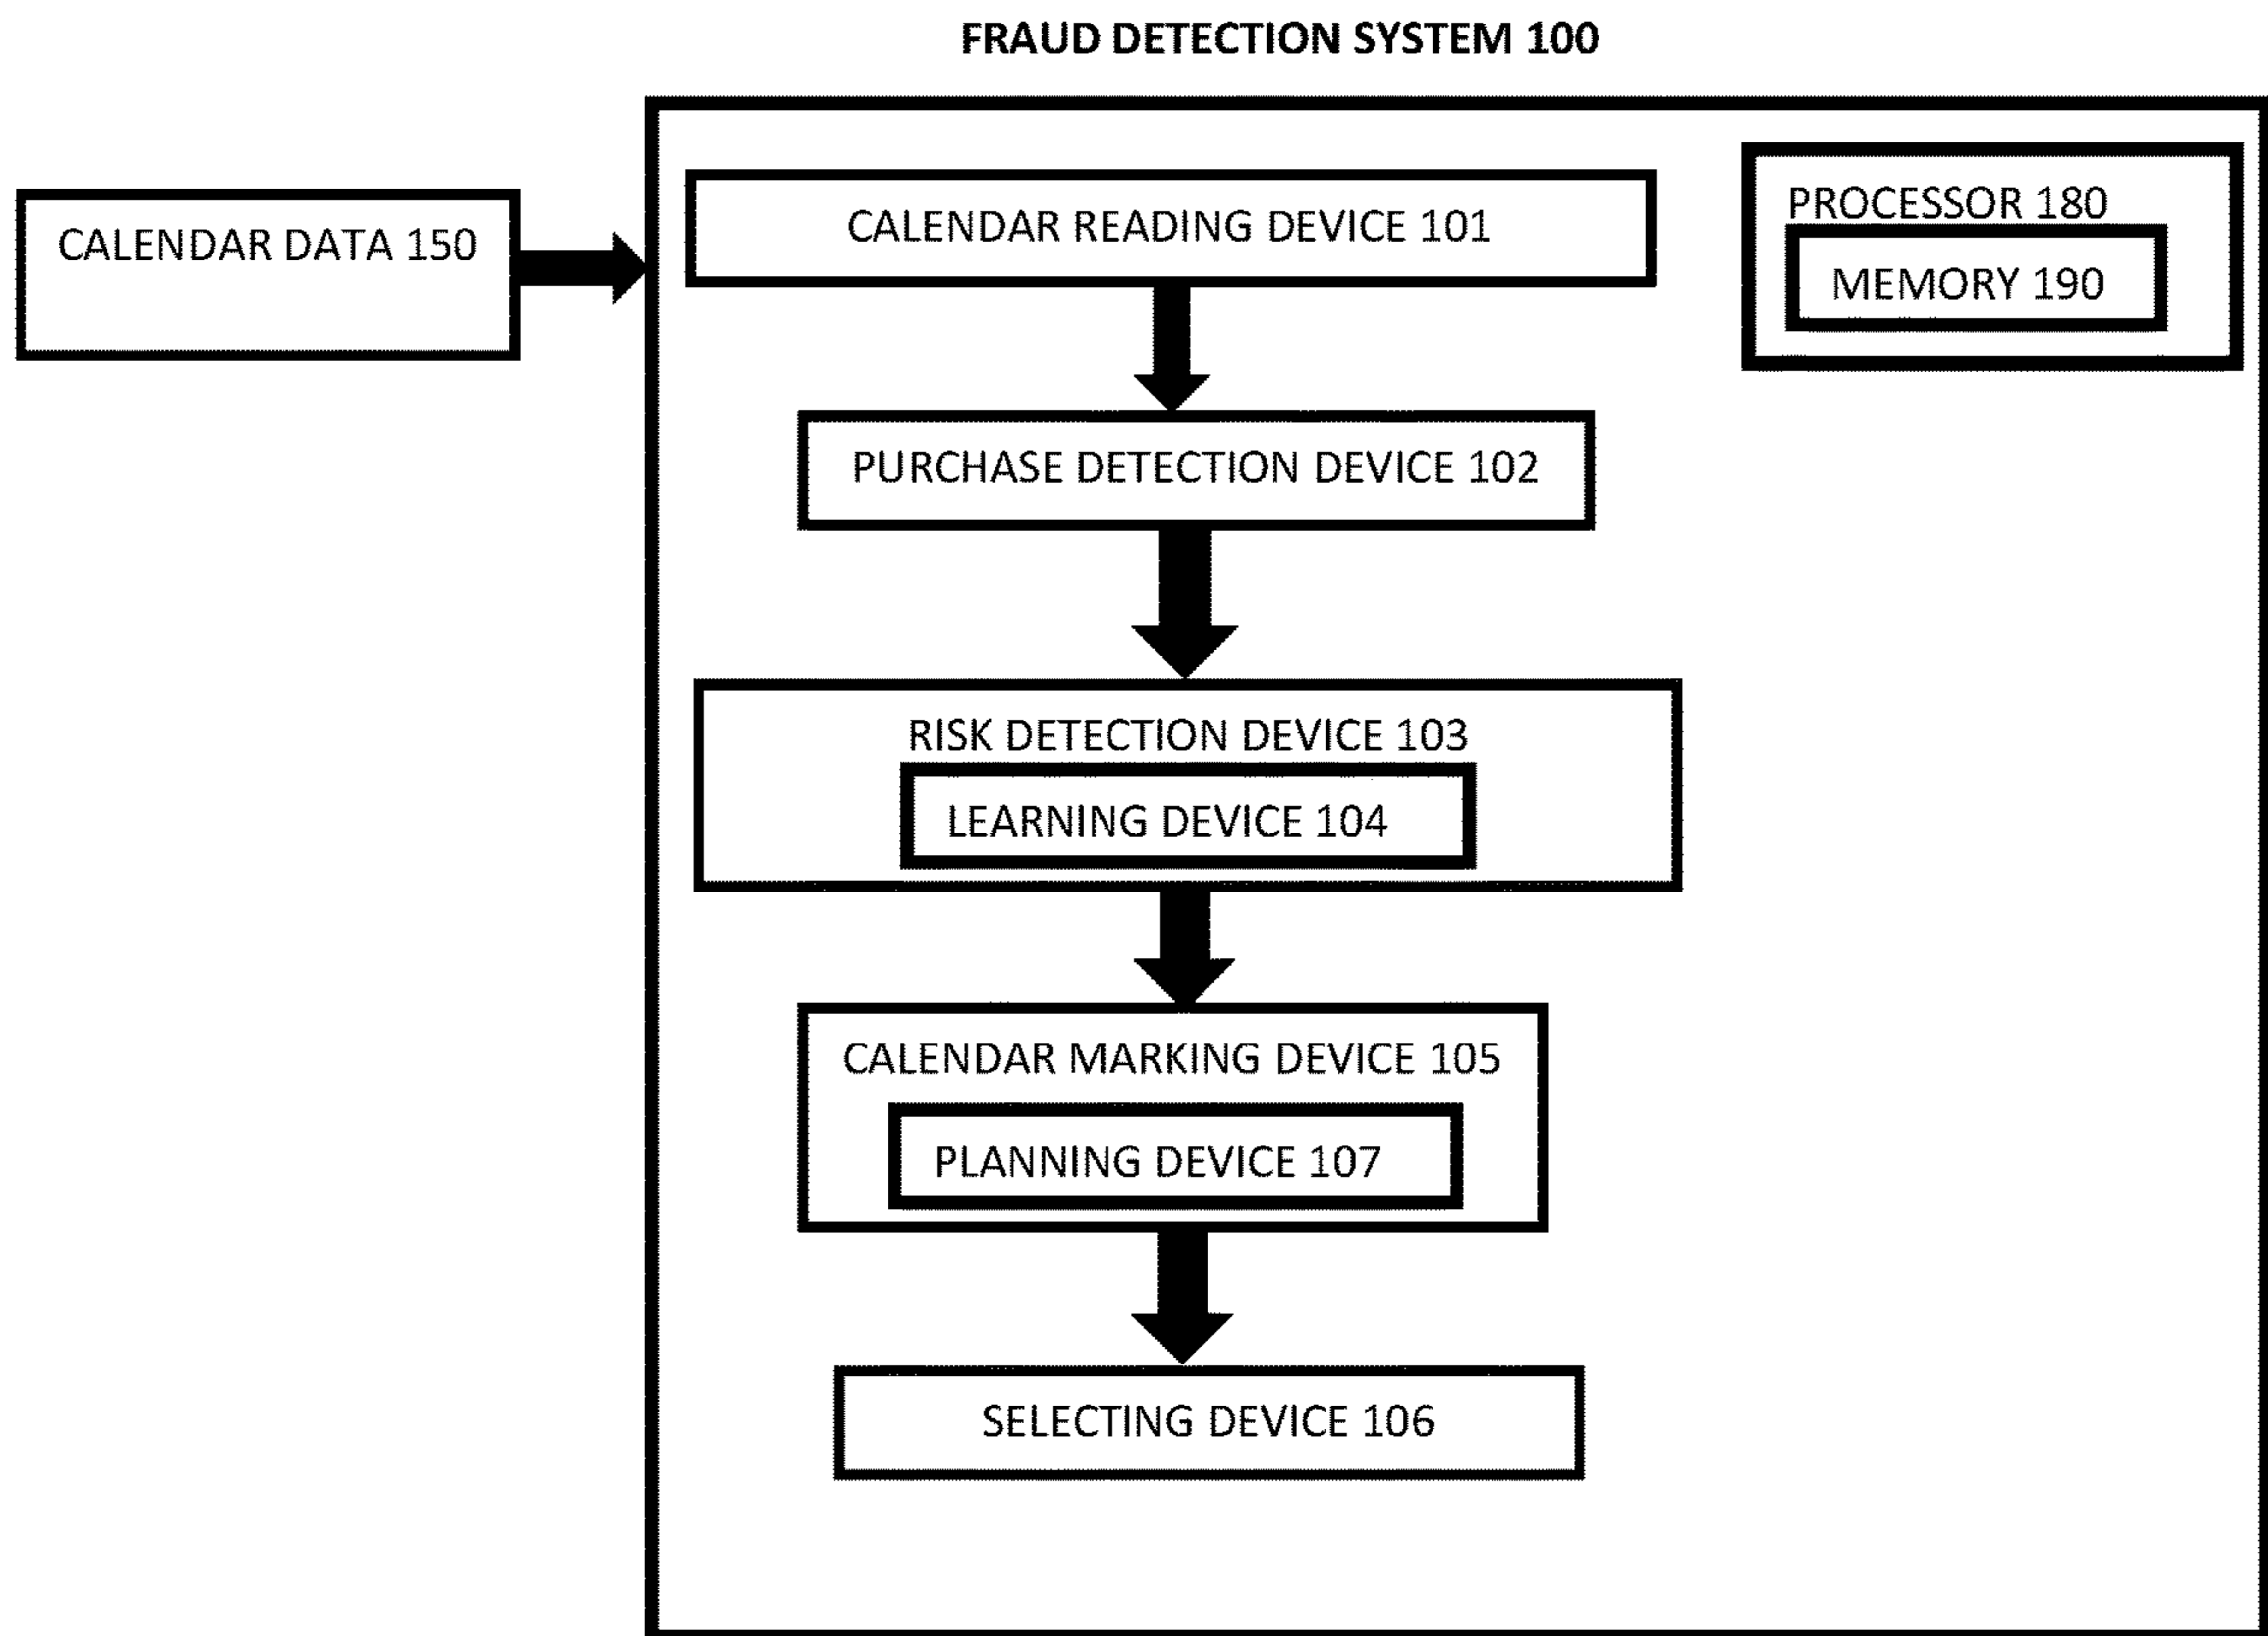 FRAUD DETECTION SYSTEM 100
CALENDAR DATA 150
CALENDAR READING DEVICE 101
PROCESSOR 180
MEMORY 190
PURCHASE DETECTION DEVICE 102
RISK DETECTION DEVICE 103
LEARNING DEVICE 104
CALENDAR MARKING DEVICE 105
PLANNING DEVICE 107
SELECTING DEVICE 106